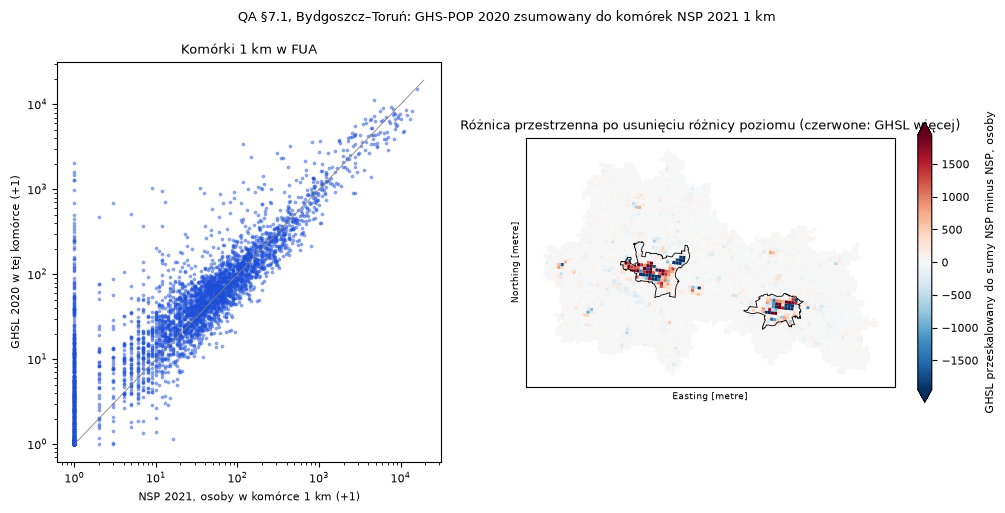 QA §7.1, Bydgoszcz–Toruń: GHS-POP 2020 zsumowany do komórek NSP 2021 1 km
Komórki 1 km w FUA
10⁴
10³
10²
10¹
10⁰
GHSL 2020 w tej komórce (+1)
10⁰
10¹
10²
10³
10⁴
NSP 2021, osoby w komórce 1 km (+1)
Różnica przestrzenna po usunięciu różnicy poziomu (czerwone: GHSL więcej)
Northing [metre]
Easting [metre]
1500
1000
500
0
−500
−1000
−1500
GHSL przeskalowany do sumy NSP minus NSP, osoby